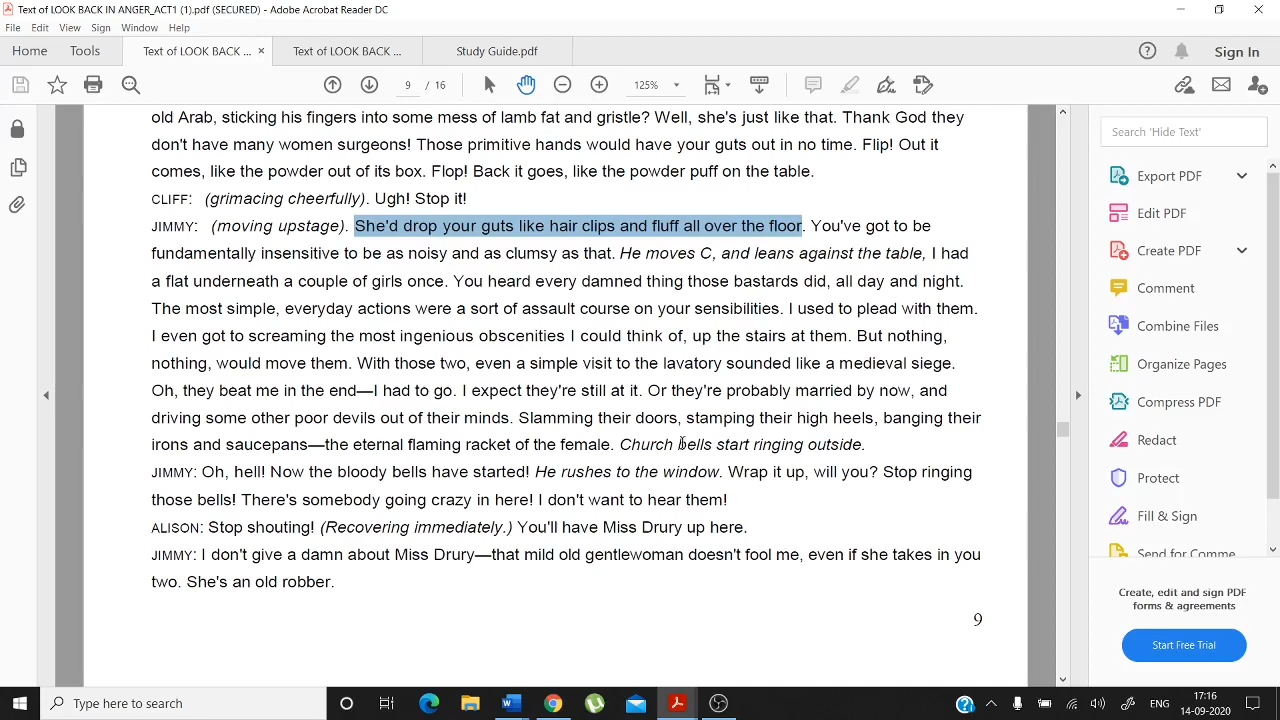 Text of LOOK BACK IN ANGER_ACT1 (1).pdf (SECURED) - Adobe Acrobat Reader DC
File Edit View Sign Window Help
Home Tools Text of LOOK BACK ... × Text of LOOK BACK ... Study Guide.pdf Sign In
9 / 16 125%
old Arab, sticking his fingers into some mess of lamb fat and gristle? Well, she's just like that. Thank God they
don't have many women surgeons! Those primitive hands would have your guts out in no time. Flip! Out it
comes, like the powder out of its box. Flop! Back it goes, like the powder puff on the table.
CLIFF: (grimacing cheerfully). Ugh! Stop it!
JIMMY: (moving upstage). She'd drop your guts like hair clips and fluff all over the floor. You've got to be
fundamentally insensitive to be as noisy and as clumsy as that. He moves C, and leans against the table, I had
a flat underneath a couple of girls once. You heard every damned thing those bastards did, all day and night.
The most simple, everyday actions were a sort of assault course on your sensibilities. I used to plead with them.
I even got to screaming the most ingenious obscenities I could think of, up the stairs at them. But nothing,
nothing, would move them. With those two, even a simple visit to the lavatory sounded like a medieval siege.
Oh, they beat me in the end—I had to go. I expect they're still at it. Or they're probably married by now, and
driving some other poor devils out of their minds. Slamming their doors, stamping their high heels, banging their
irons and saucepans—the eternal flaming racket of the female. Church bells start ringing outside.
JIMMY: Oh, hell! Now the bloody bells have started! He rushes to the window. Wrap it up, will you? Stop ringing
those bells! There's somebody going crazy in here! I don't want to hear them!
ALISON: Stop shouting! (Recovering immediately.) You'll have Miss Drury up here.
JIMMY: I don't give a damn about Miss Drury—that mild old gentlewoman doesn't fool me, even if she takes in you
two. She's an old robber.
9
Search 'Hide Text'
Export PDF
Edit PDF
Create PDF
Comment
Combine Files
Organize Pages
Compress PDF
Redact
Protect
Fill & Sign
Send for Comme
Create, edit and sign PDF
forms & agreements
Start Free Trial
Type here to search
ENG
17:16
14-09-2020